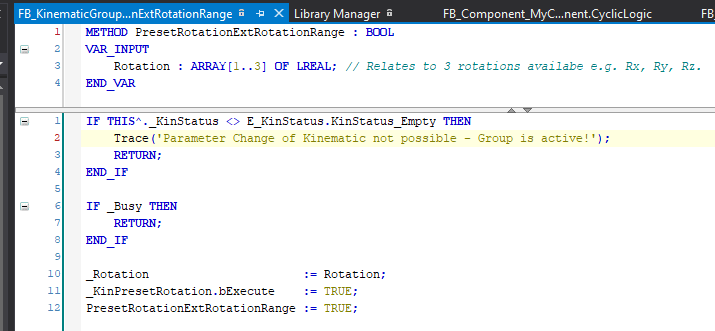 FB_KinematicGroup...nExtRotationRange
Library Manager
FB_Component_MyC...nent.CyclicLogic
FB
1 METHOD PresetRotationExtRotationRange : BOOL
2 VAR_INPUT
3 Rotation : ARRAY[1..3] OF LREAL; // Relates to 3 rotations availabe e.g. Rx, Ry, Rz.
4 END_VAR
1 IF THIS^._KinStatus <> E_KinStatus.KinStatus_Empty THEN
2 Trace('Parameter Change of Kinematic not possible - Group is active!');
3 RETURN;
4 END_IF
5
6 IF _Busy THEN
7 RETURN;
8 END_IF
9
10 _Rotation := Rotation;
11 _KinPresetRotation.bExecute := TRUE;
12 PresetRotationExtRotationRange := TRUE;